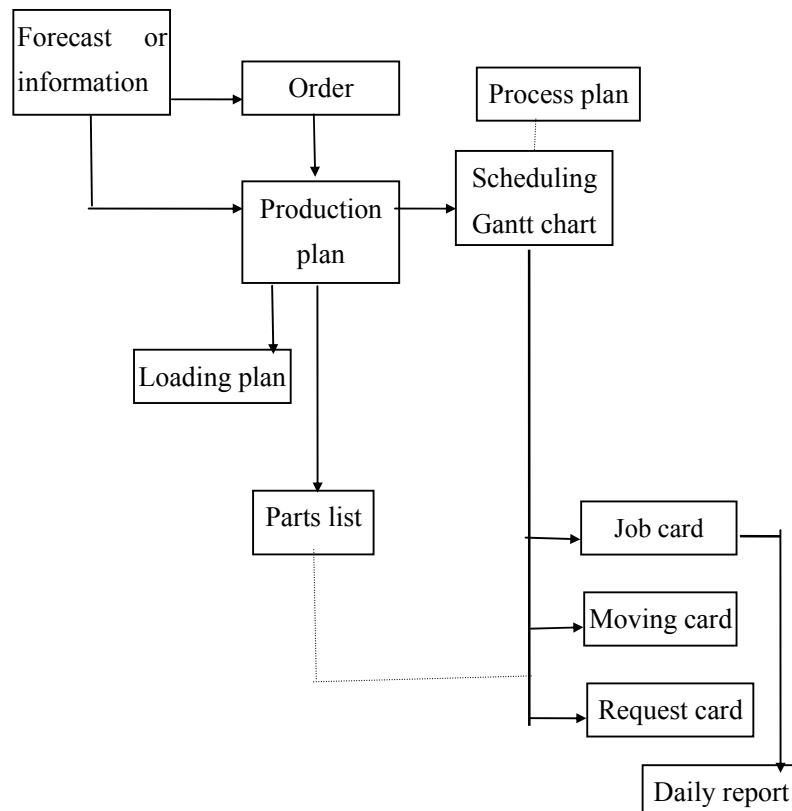 Forecast or
information
Order
Process plan
Scheduling
Gantt chart
Production
plan
Loading plan
Parts list
Job card
Moving card
Request card
Daily report